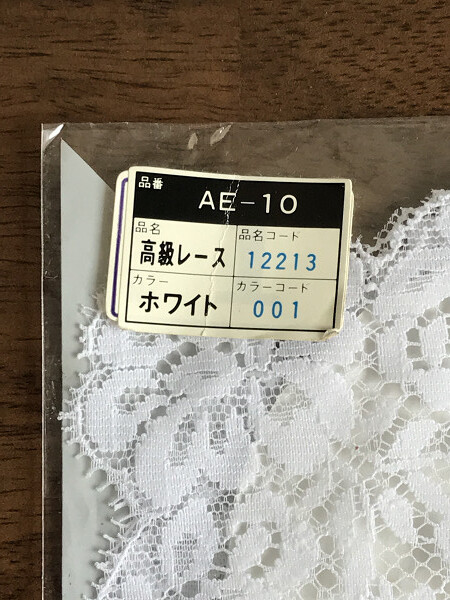 品番
AE-10
品名
高級レース
品名コード
12213
カラー
ホワイト
カラーコード
001